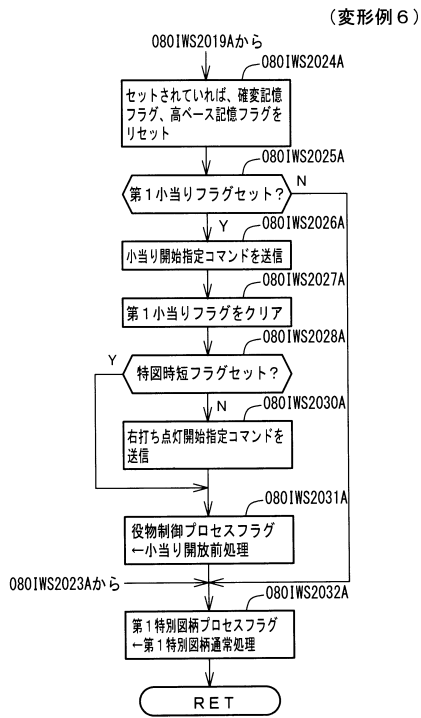 (変形例6)
080IWS2019Aから
080IWS2024A
セットされていれば、確変記憶
フラグ、高ベース記憶フラグを
リセット
080IWS2025A
第1小当りフラグセット?
N
Y
080IWS2026A
小当り開始指定コマンドを送信
080IWS2027A
第1小当りフラグをクリア
080IWS2028A
Y
特図時短フラグセット?
N
080IWS2030A
右打ち点灯開始指定コマンドを
送信
080IWS2031A
役物制御プロセスフラグ
←小当り開放前処理
080IWS2023Aから
080IWS2032A
第1特別図柄プロセスフラグ
←第1特別図柄通常処理
RET